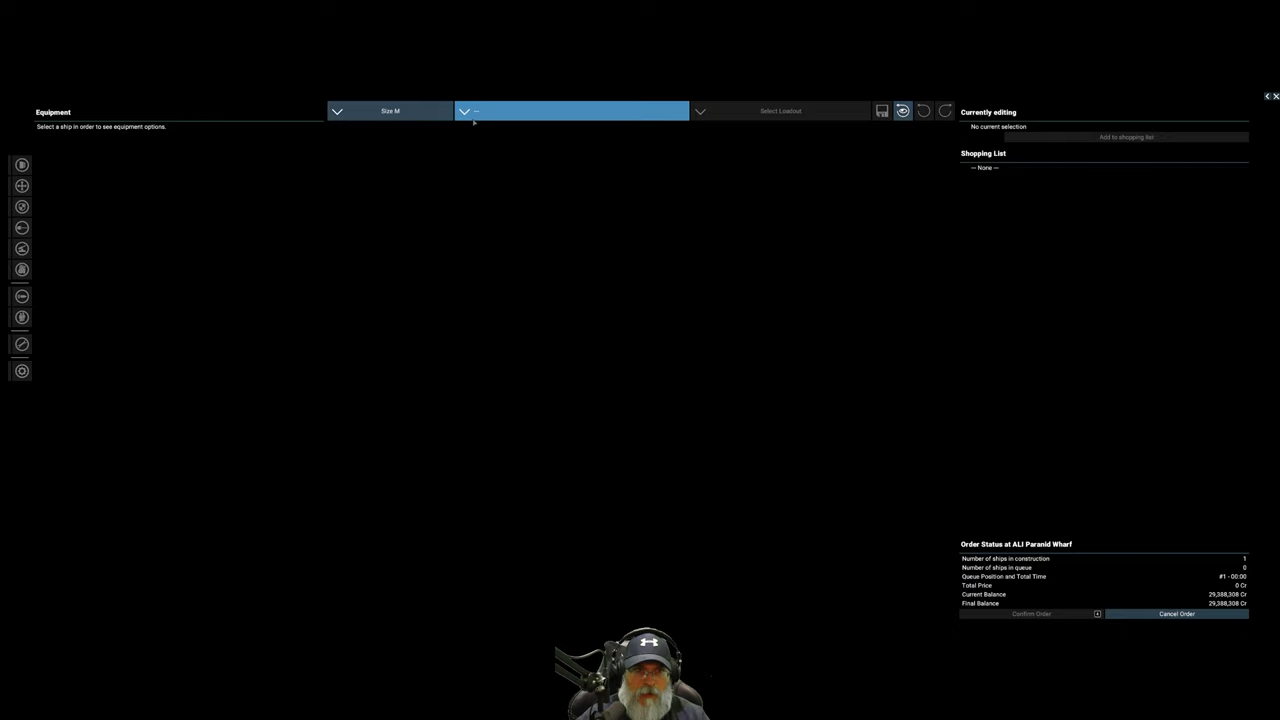 Equipment
Select a ship in order to see equipment options.
Size M
—
Select Loadout
Currently editing
No current selection
Add to shopping list
Shopping List
— None —
Order Status at ALI Paranid Wharf
Number of ships in construction 1
Number of ships in queue 0
Queue Position and Total Time #1 - 00:00
Total Price 0 Cr
Current Balance 29,388,308 Cr
Final Balance 29,388,308 Cr
Confirm Order
Cancel Order